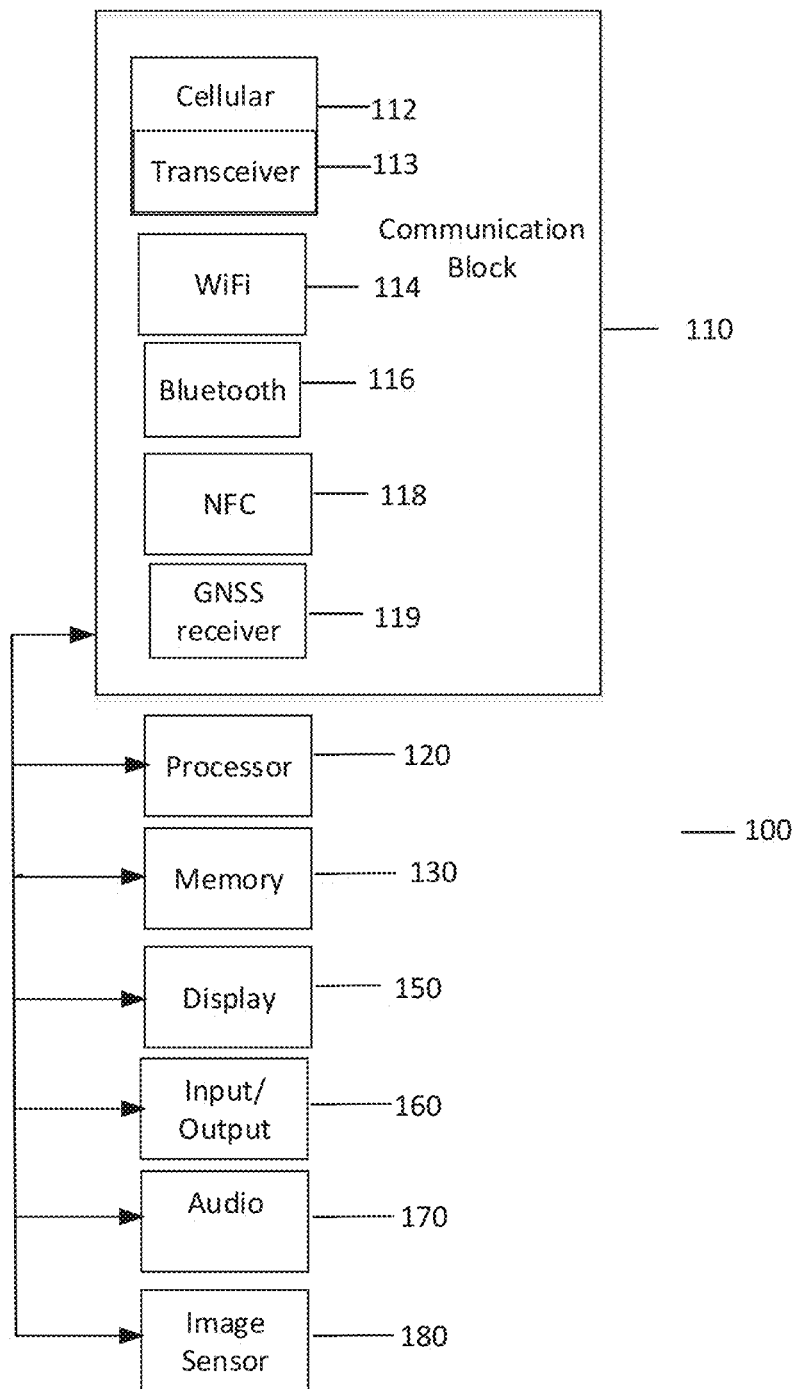 Cellular
112
Transceiver
113
Communication
Block
WiFi
114
110
Bluetooth
116
NFC
118
GNSS
receiver
119
Processor
120
100
Memory
130
Display
150
Input/
Output
160
Audio
170
Image
Sensor
180